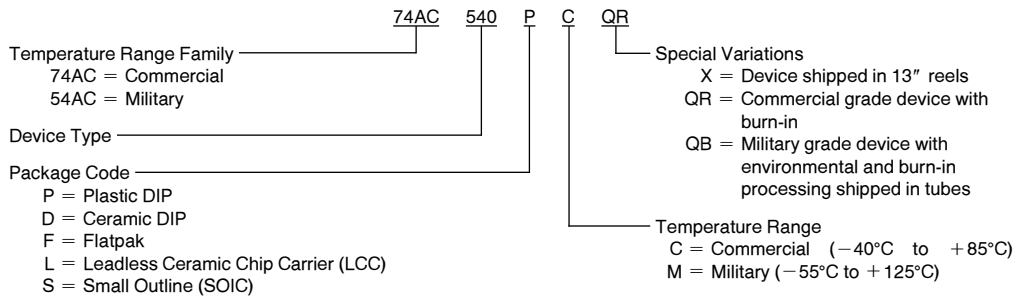 74AC 540 P C QR
Temperature Range Family
74AC = Commercial
54AC = Military
Device Type
Package Code
P = Plastic DIP
D = Ceramic DIP
F = Flatpak
L = Leadless Ceramic Chip Carrier (LCC)
S = Small Outline (SOIC)
Special Variations
X = Device shipped in 13″ reels
QR = Commercial grade device with
burn-in
QB = Military grade device with
environmental and burn-in
processing shipped in tubes
Temperature Range
C = Commercial (−40°C to +85°C)
M = Military (−55°C to +125°C)